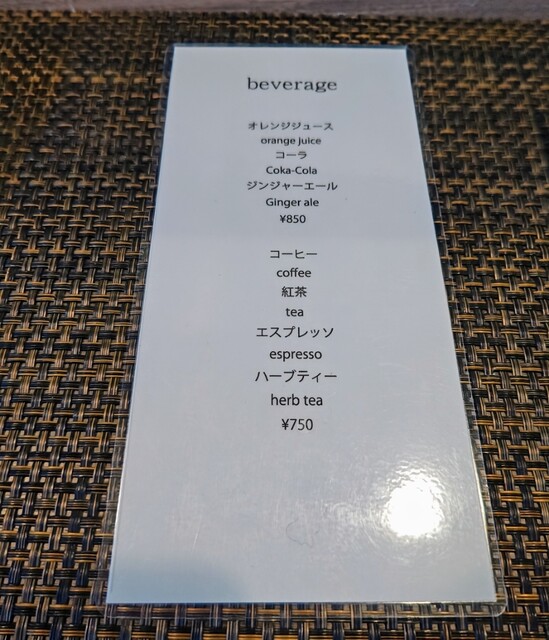 beverage
オレンジジュース
orange juice
コーラ
Coka-Cola
ジンジャーエール
Ginger ale
¥850
コーヒー
coffee
紅茶
tea
エスプレッソ
espresso
ハーブティー
herb tea
¥750